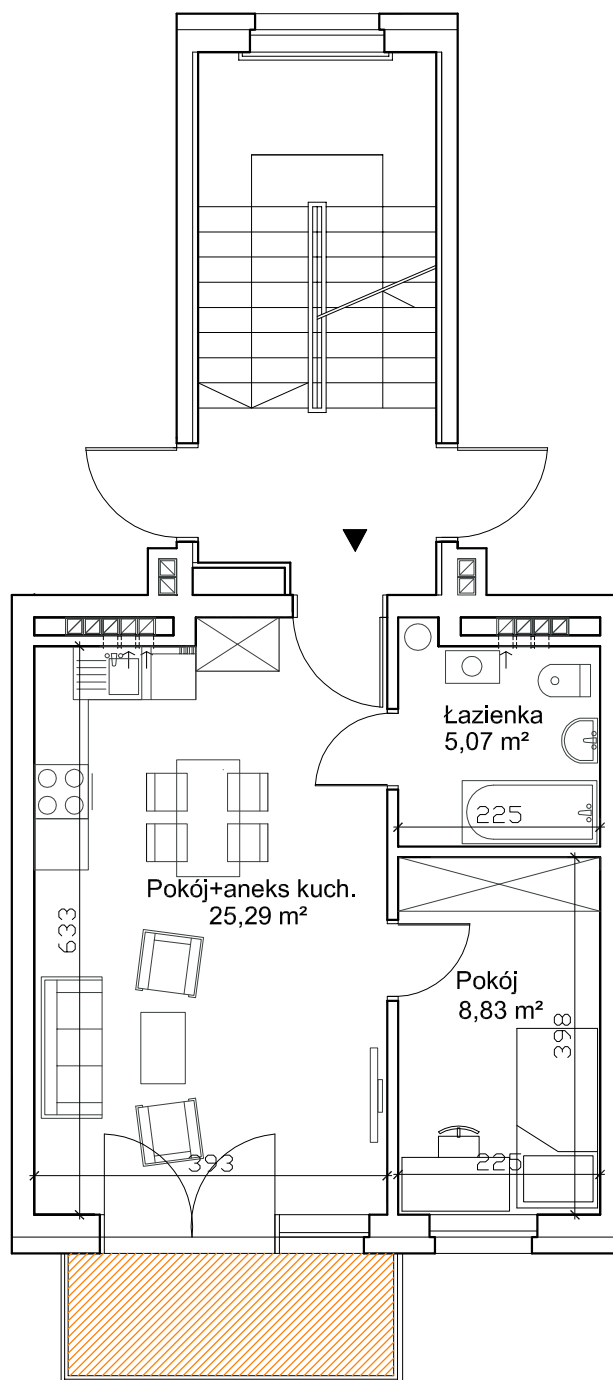 Łazienka
5,07 m²
225
Pokój+aneks kuch.
25,29 m²
633
Pokój
8,83 m²
398
393
225